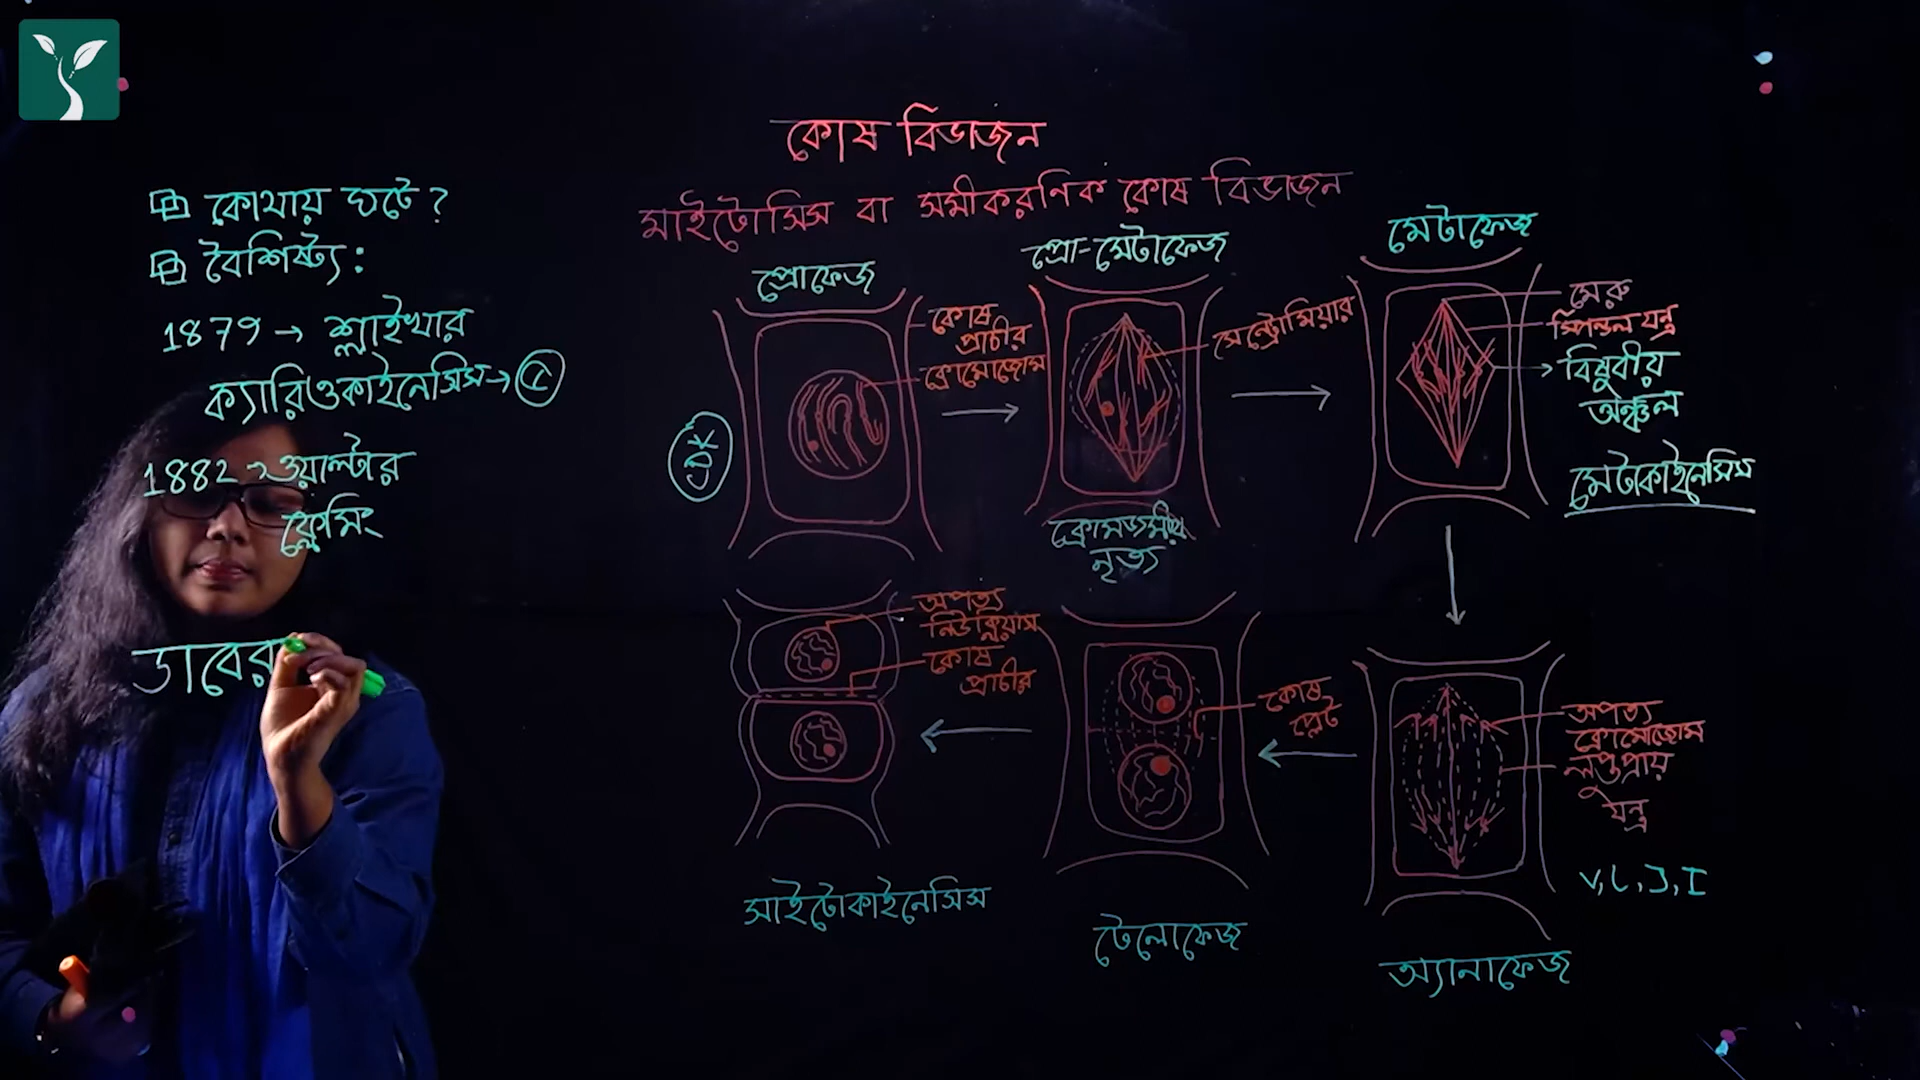 কোষ বিভাজন
মাইটোসিস বা সমীকরণিক কোষ বিভাজন
কোথায় ঘটে?
বৈশিষ্ট্য:
1879 → শ্লাইখার
ক্যারিওকাইনেসিস →
1882 → ওয়াল্টার
ফ্লেমিং
ডাবের
প্রোফেজ
কোষ
প্রাচীর
ক্রোমোজোম
প্রো-মেটাফেজ
সেন্ট্রোমিয়ার
ক্রোমজমীয়
নৃত্য
মেটাফেজ
মেরু
স্পিন্ডল যন্ত্র
বিষুবীয়
অঞ্চল
মেটাকাইনেসিস
অপত্য
নিউক্লিয়াস
কোষ
প্রাচীর
সাইটোকাইনেসিস
কোষ
প্লেট
টেলোফেজ
অপত্য
ক্রোমোজোম
লুপ্তপ্রায়
যন্ত্র
V, L, J, I
অ্যানাফেজ